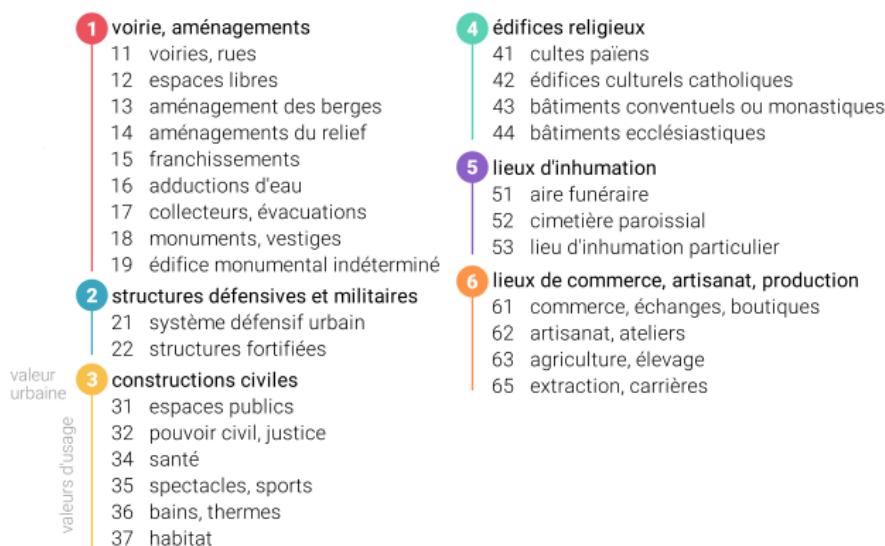 1 voirie, aménagements
11 voiries, rues
12 espaces libres
13 aménagement des berges
14 aménagements du relief
15 franchissements
16 adductions d'eau
17 collecteurs, évacuations
18 monuments, vestiges
19 édifice monumental indéterminé
2 structures défensives et militaires
21 système défensif urbain
22 structures fortifiées
valeur
urbaine
3 constructions civiles
valeurs d'usage
31 espaces publics
32 pouvoir civil, justice
34 santé
35 spectacles, sports
36 bains, thermes
37 habitat
4 édifices religieux
41 cultes païens
42 édifices culturels catholiques
43 bâtiments conventuels ou monastiques
44 bâtiments ecclésiastiques
5 lieux d'inhumation
51 aire funéraire
52 cimetière paroissial
53 lieu d'inhumation particulier
6 lieux de commerce, artisanat, production
61 commerce, échanges, boutiques
62 artisanat, ateliers
63 agriculture, élevage
65 extraction, carrières